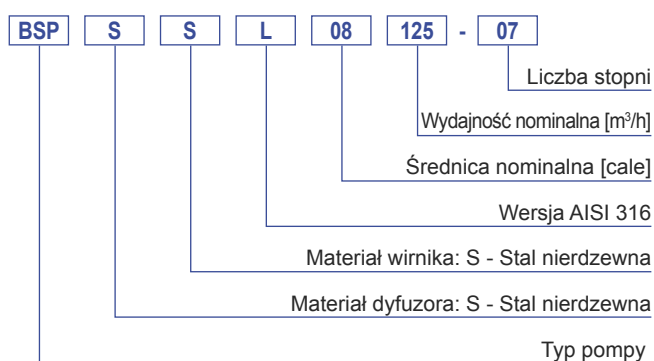 BSP S S L 08 125 - 07
Liczba stopni
Wydajność nominalna [m³/h]
Średnica nominalna [cale]
Wersja AISI 316
Materiał wirnika: S - Stal nierdzewna
Materiał dyfuzora: S - Stal nierdzewna
Typ pompy